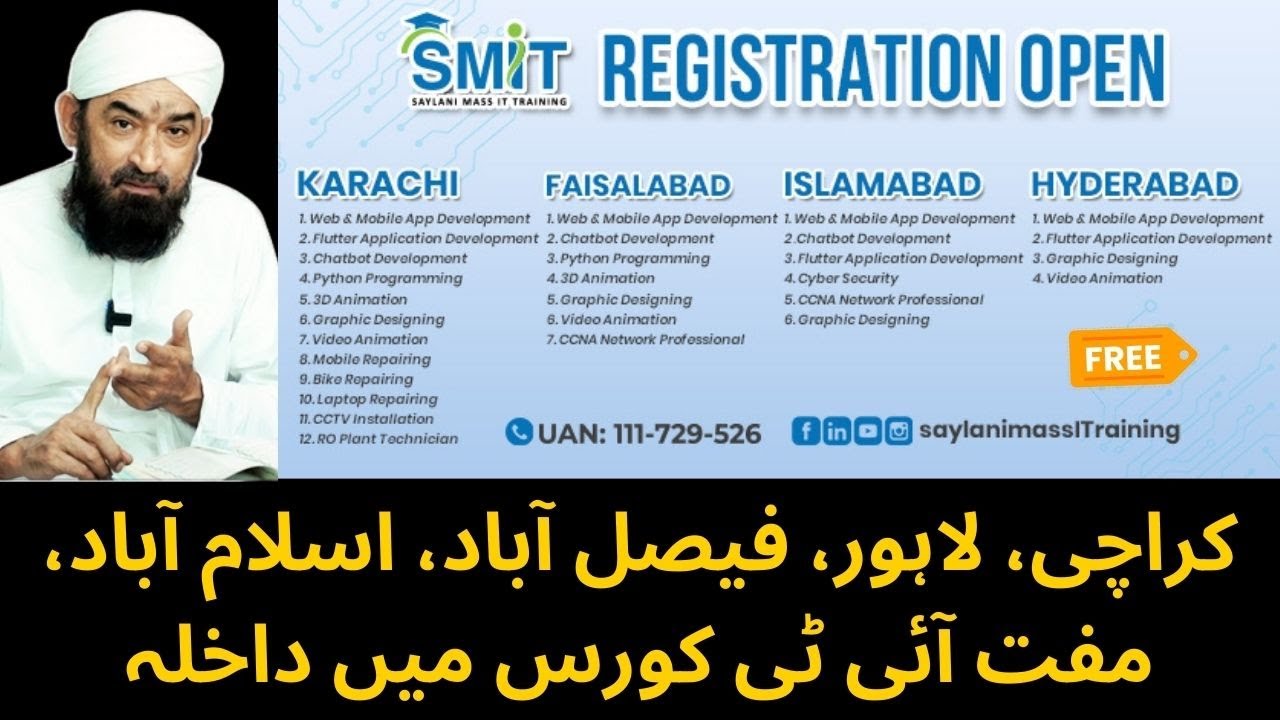 SMIT
SAYLANI MASS IT TRAINING
REGISTRATION OPEN
KARACHI
1. Web & Mobile App Development
2. Flutter Application Development
3. Chatbot Development
4. Python Programming
5. 3D Animation
6. Graphic Designing
7. Video Animation
8. Mobile Repairing
9. Bike Repairing
10. Laptop Repairing
11. CCTV Installation
12. RO Plant Technician
FAISALABAD
1. Web & Mobile App Development
2. Chatbot Development
3. Python Programming
4. 3D Animation
5. Graphic Designing
6. Video Animation
7. CCNA Network Professional
ISLAMABAD
1. Web & Mobile App Development
2.Chatbot Development
3. Flutter Application Development
4. Cyber Security
5. CCNA Network Professional
6. Graphic Designing
HYDERABAD
1. Web & Mobile App Development
2. Flutter Application Development
3. Graphic Designing
4. Video Animation
FREE
UAN: 111-729-526
saylanimassITraining
کراچی، لاہور، فیصل آباد، اسلام آباد،
مفت آئی ٹی کورس میں داخلہ